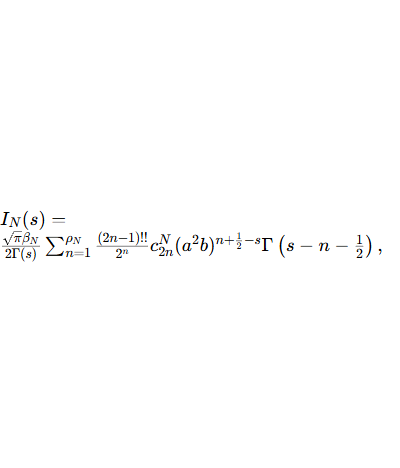 I_N(s) =
\frac{\sqrt{\pi}\beta_N}{2\Gamma(s)} \sum_{n=1}^{\rho_N} \frac{(2n-1)!!}{2^n} c_{2n}^N (a^2b)^{n+\frac{1}{2}-s} \Gamma\left(s-n-\frac{1}{2}\right),